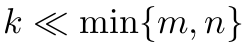 k ≪ min{m, n}